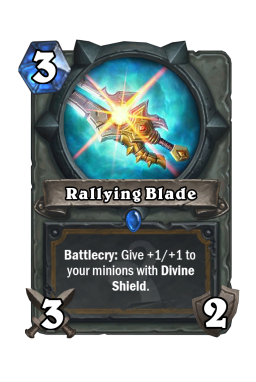 3
Rallying Blade
Battlecry: Give +1/+1 to
your minions with Divine
Shield.
3
2